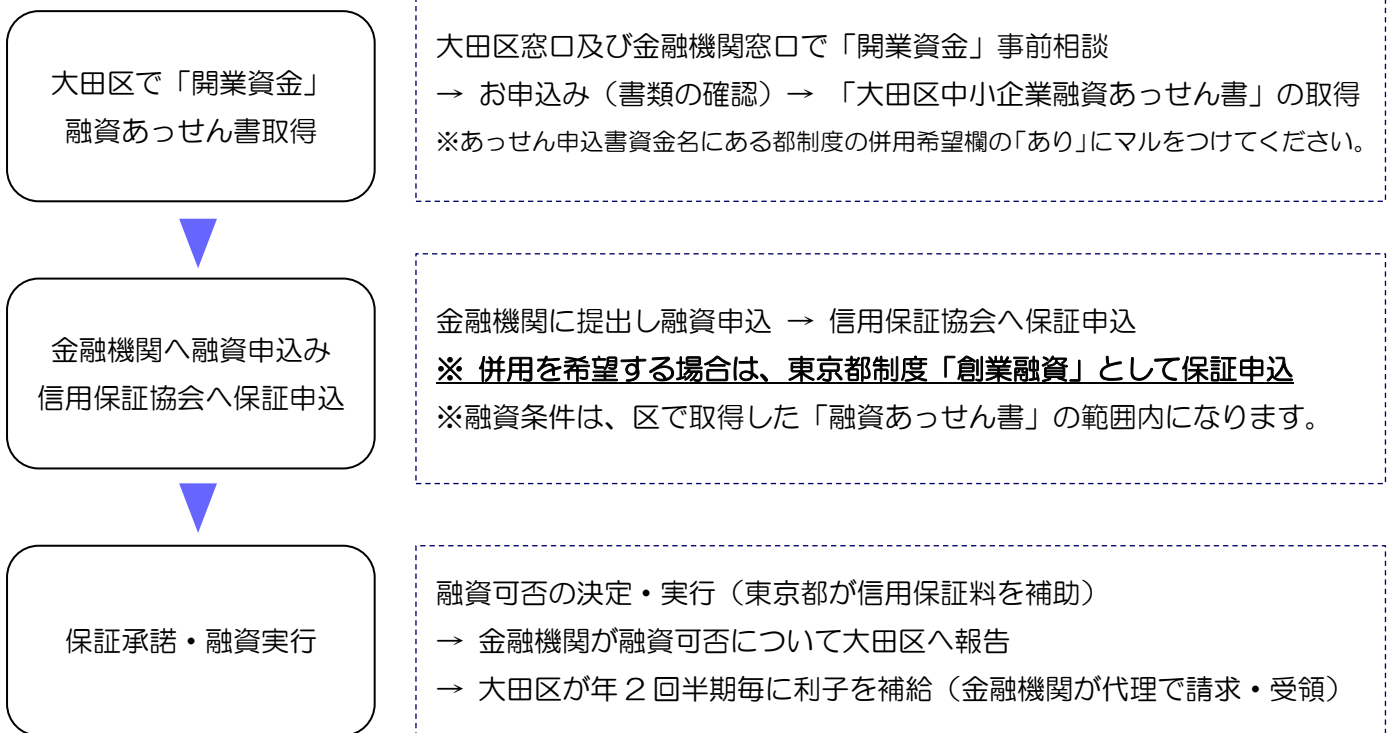 大田区で「開業資金」
融資あっせん書取得
大田区窓口及び金融機関窓口で「開業資金」事前相談
→ お申込み（書類の確認）→ 「大田区中小企業融資あっせん書」の取得
※あっせん申込書資金名にある都制度の併用希望欄の「あり」にマルをつけてください。
金融機関へ融資申込み
信用保証協会へ保証申込
金融機関に提出し融資申込 → 信用保証協会へ保証申込
※ 併用を希望する場合は、東京都制度「創業融資」として保証申込
※融資条件は、区で取得した「融資あっせん書」の範囲内になります。
保証承諾・融資実行
融資可否の決定・実行（東京都が信用保証料を補助）
→ 金融機関が融資可否について大田区へ報告
→ 大田区が年２回半期毎に利子を補給（金融機関が代理で請求・受領）